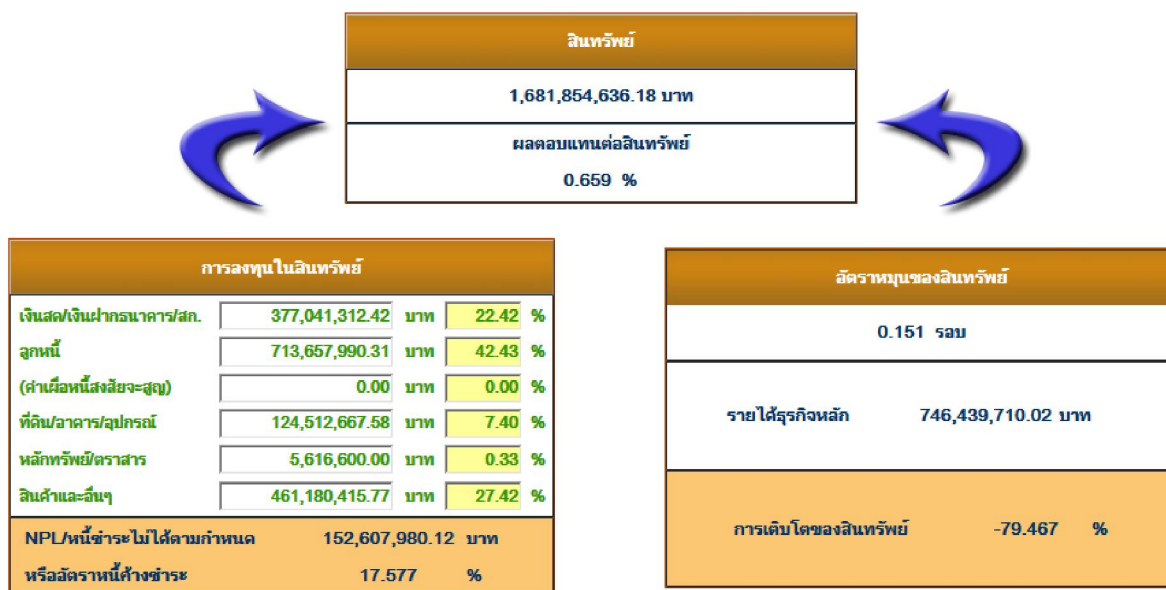 สินทรัพย์
1,681,854,636.18 บาท
ผลตอบแทนต่อสินทรัพย์
0.659 %
การลงทุนในสินทรัพย์
เงินสด/เงินฝากธนาคาร/สก. 377,041,312.42 บาท 22.42 %
ลูกหนี้ 713,657,990.31 บาท 42.43 %
(ค่าเผื่อหนี้สงสัยจะสูญ) 0.00 บาท 0.00 %
ที่ดิน/อาคาร/อุปกรณ์ 124,512,667.58 บาท 7.40 %
หลักทรัพย์/ตราสาร 5,616,600.00 บาท 0.33 %
สินค้าและอื่นๆ 461,180,415.77 บาท 27.42 %
NPL/หนี้ชำระไม่ได้ตามกำหนด 152,607,980.12 บาท
หรืออัตราหนี้ค้างชำระ 17.577 %
อัตราหมุนของสินทรัพย์
0.151 รอบ
รายได้ธุรกิจหลัก 746,439,710.02 บาท
การเติบโตของสินทรัพย์ -79.467 %